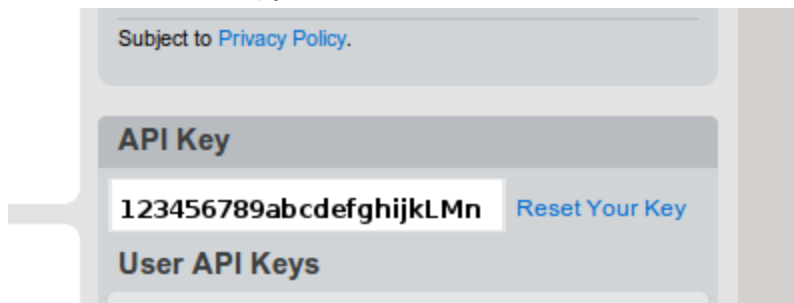 Subject to Privacy Policy.
API Key
123456789abcdefghijkLMn Reset Your Key
User API Keys